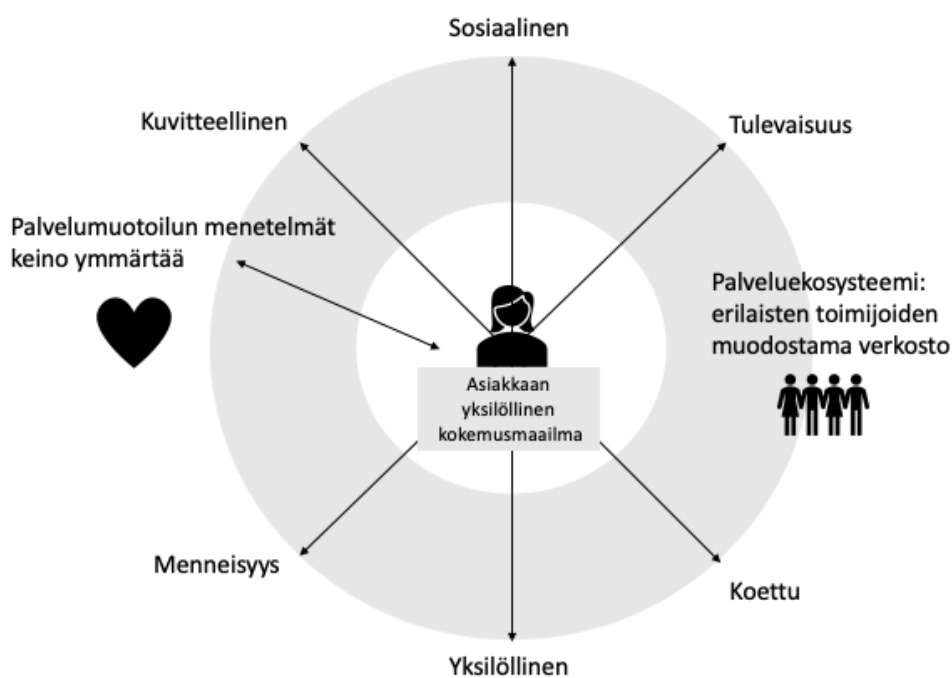 Sosiaalinen
Kuvitteellinen
Tulevaisuus
Palvelumuotoilun menetelmät
keino ymmärtää
Palveluekosysteemi:
erilaisten toimijoiden
muodostama verkosto
Asiakkaan
yksilöllinen
kokemusmaailma
Menneisyys
Koettu
Yksilöllinen